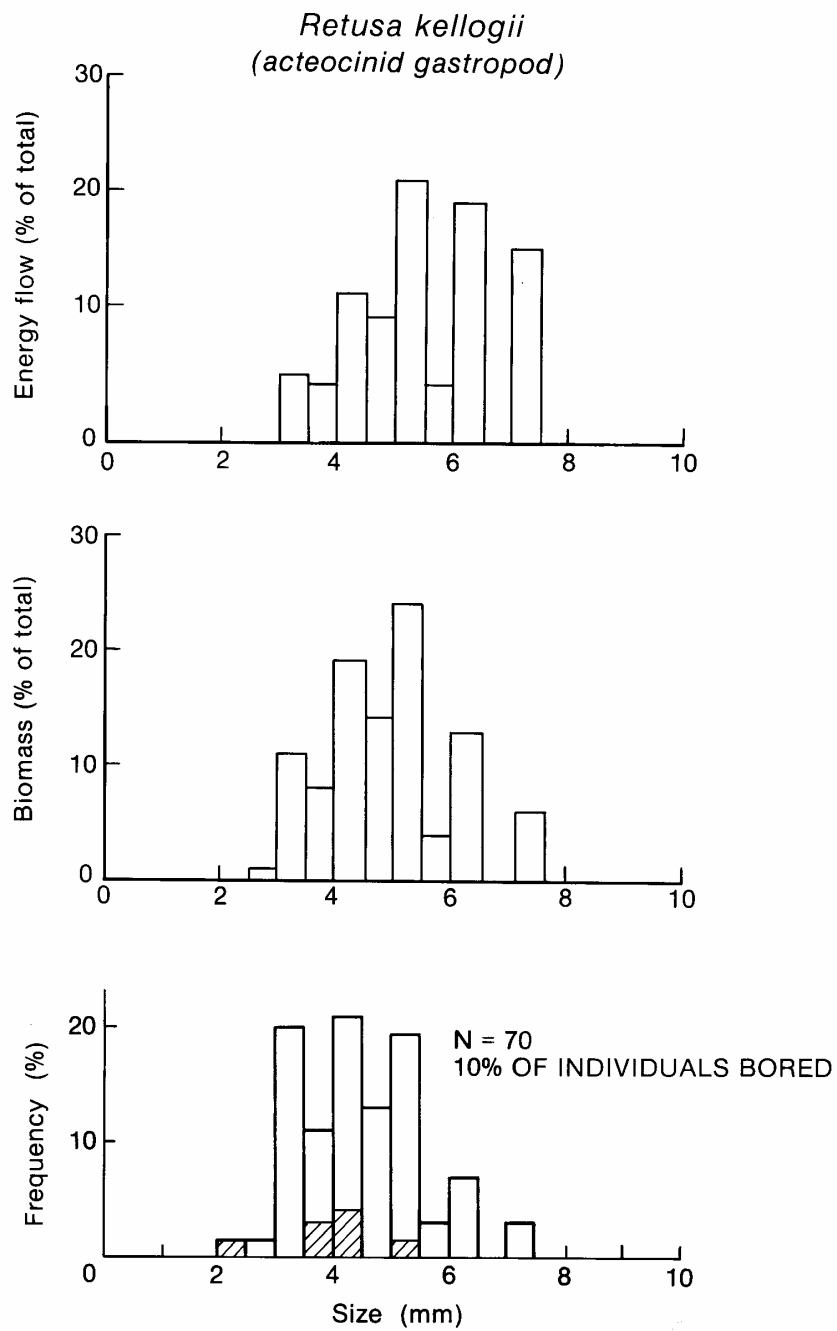 Retusa kellogii
(acteocinid gastropod)
Energy flow (% of total)
30
20
10
0
0 2 4 6 8 10
Biomass (% of total)
30
20
10
0
0 2 4 6 8 10
Frequency (%)
20
10
N = 70
10% OF INDIVIDUALS BORED
0 2 4 6 8 10
Size (mm)